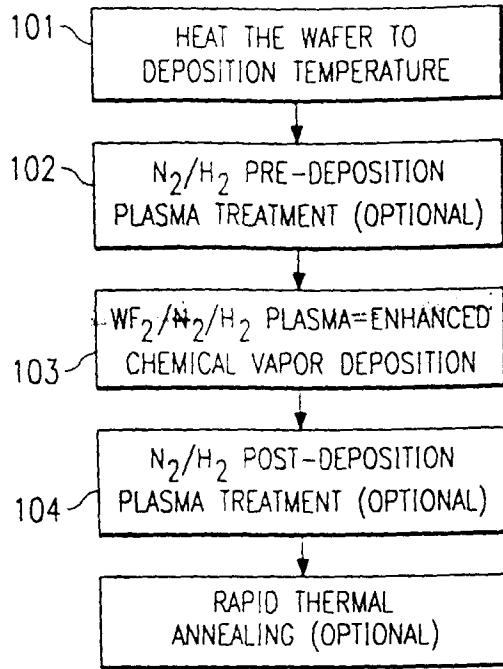 101
HEAT THE WAFER TO
DEPOSITION TEMPERATURE
102
N₂/H₂ PRE-DEPOSITION
PLASMA TREATMENT (OPTIONAL)
103
WF₂/N₂/H₂ PLASMA=ENHANCED
CHEMICAL VAPOR DEPOSITION
104
N₂/H₂ POST-DEPOSITION
PLASMA TREATMENT (OPTIONAL)
RAPID THERMAL
ANNEALING (OPTIONAL)